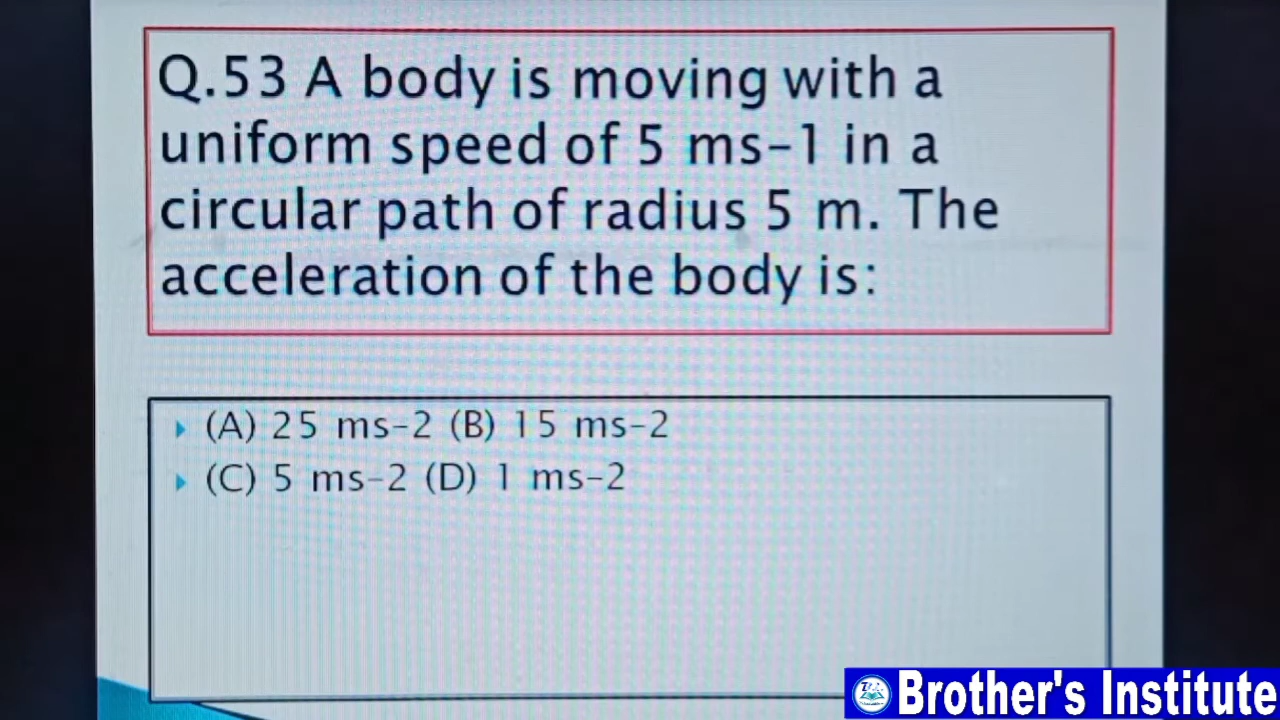 Q.53 A body is moving with a
uniform speed of 5 ms-1 in a
circular path of radius 5 m. The
acceleration of the body is:
(A) 25 ms-2 (B) 15 ms-2
(C) 5 ms-2 (D) 1 ms-2
Brother's Institute